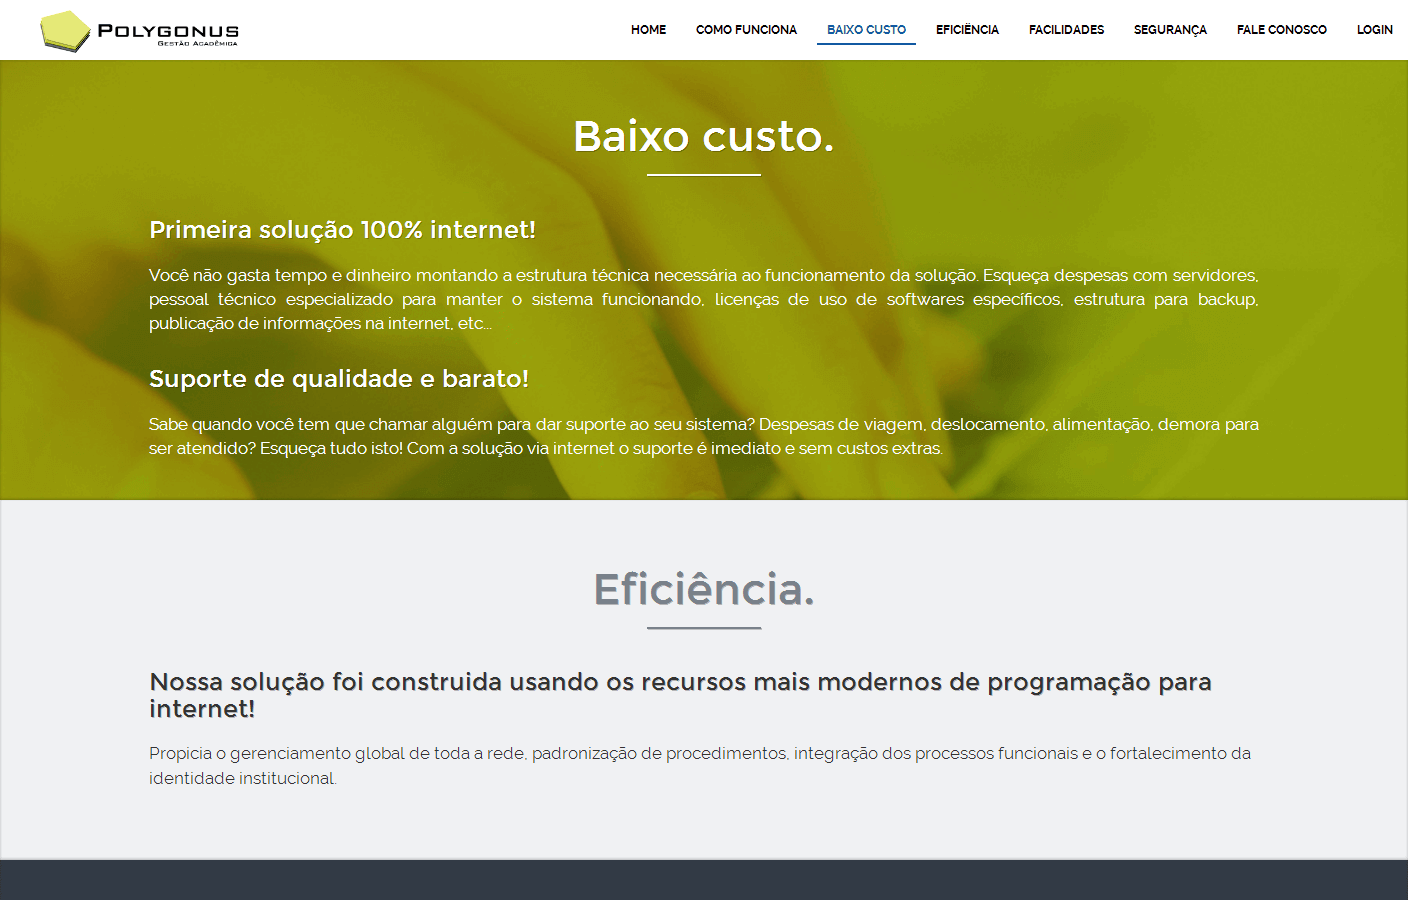 POLYGONUS
GESTÃO ACADÊMICA
HOME
COMO FUNCIONA
BAIXO CUSTO
EFICIÊNCIA
FACILIDADES
SEGURANÇA
FALE CONOSCO
LOGIN
Baixo custo.
Primeira solução 100% internet!
Você não gasta tempo e dinheiro montando a estrutura técnica necessária ao funcionamento da solução. Esqueça despesas com servidores,
pessoal técnico especializado para manter o sistema funcionando, licenças de uso de softwares específicos, estrutura para backup,
publicação de informações na internet, etc...
Suporte de qualidade e barato!
Sabe quando você tem que chamar alguém para dar suporte ao seu sistema? Despesas de viagem, deslocamento, alimentação, demora para
ser atendido? Esqueça tudo isto! Com a solução via internet o suporte é imediato e sem custos extras.
Eficiência.
Nossa solução foi construida usando os recursos mais modernos de programação para
internet!
Propicia o gerenciamento global de toda a rede, padronização de procedimentos, integração dos processos funcionais e o fortalecimento da
identidade institucional.